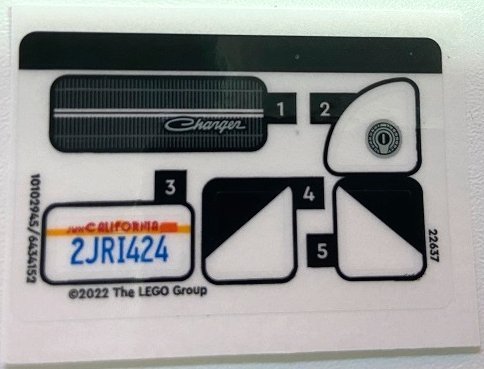 Charger
1
2
3
CALIFORNIA
2JRI424
4
5
10102945/6434152
22637
©2022 The LEGO Group